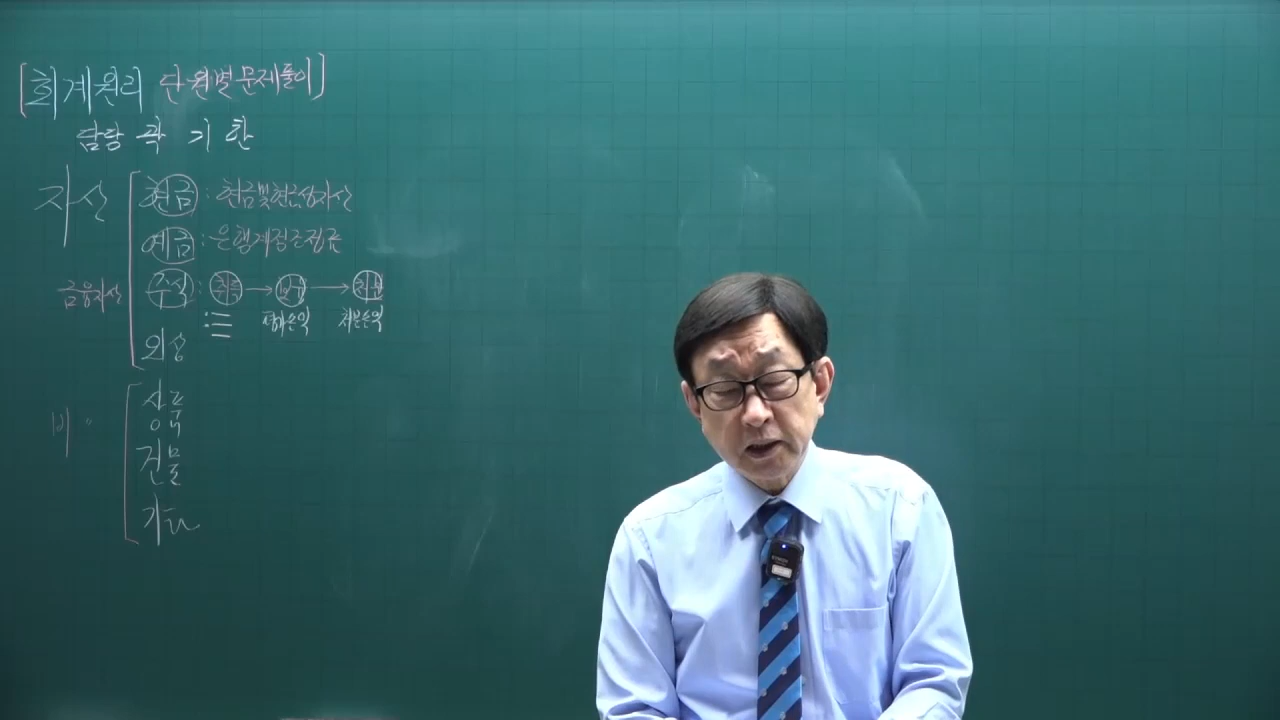 [회계원리 단원별 문제풀이]
담당 곽 기 환
자산
현금 : 현금및현금성자산
예금 : 은행계정조정표
금융자산
주식 : 취득 → 보유 → 처분
평가손익 처분손익
외상
비 〃
상품
건물
기타